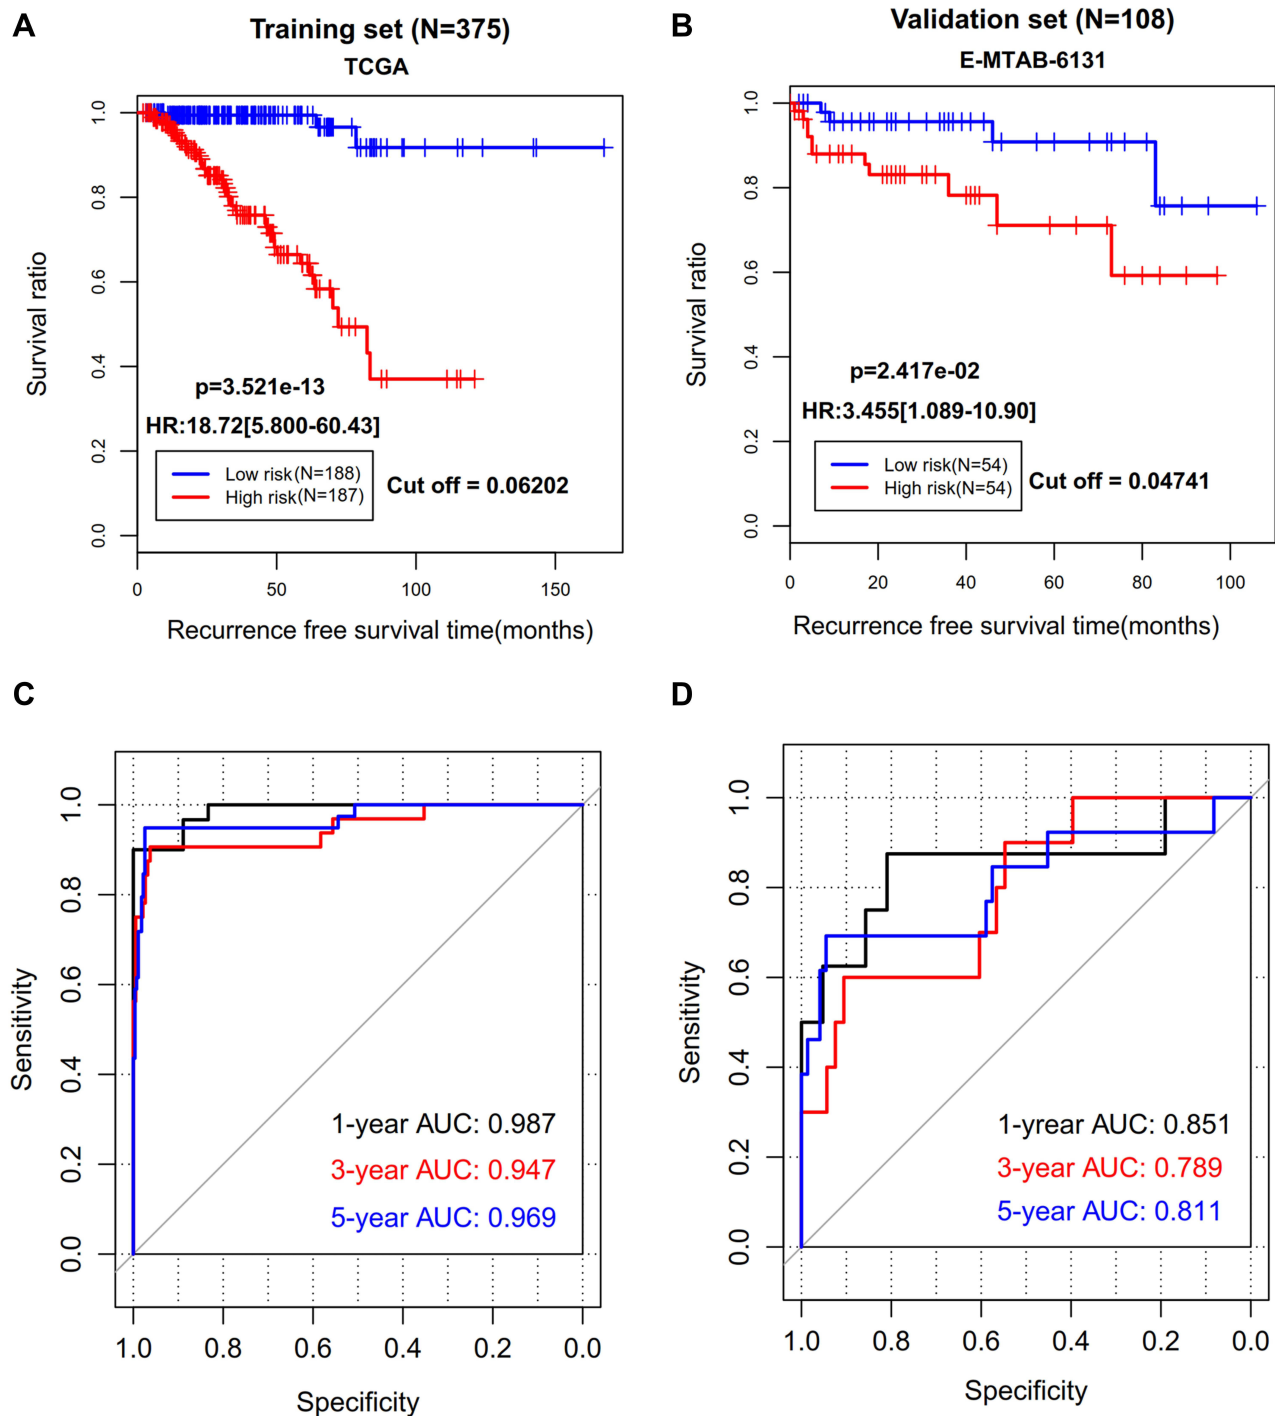 A
Training set (N=375)
TCGA
1.0
0.8
0.6
0.4
0.2
0.0
Survival ratio
p=3.521e-13
HR:18.72[5.800-60.43]
Low risk(N=188)
High risk(N=187)
Cut off = 0.06202
0 50 100 150
Recurrence free survival time(months)
B
Validation set (N=108)
E-MTAB-6131
1.0
0.8
0.6
0.4
0.2
0.0
Survival ratio
p=2.417e-02
HR:3.455[1.089-10.90]
Low risk(N=54)
High risk(N=54)
Cut off = 0.04741
0 20 40 60 80 100
Recurrence free survival time(months)
C
1.0
0.8
0.6
0.4
0.2
0.0
Sensitivity
1-year AUC: 0.987
3-year AUC: 0.947
5-year AUC: 0.969
1.0 0.8 0.6 0.4 0.2 0.0
Specificity
D
1.0
0.8
0.6
0.4
0.2
0.0
Sensitivity
1-yrear AUC: 0.851
3-year AUC: 0.789
5-year AUC: 0.811
1.0 0.8 0.6 0.4 0.2 0.0
Specificity